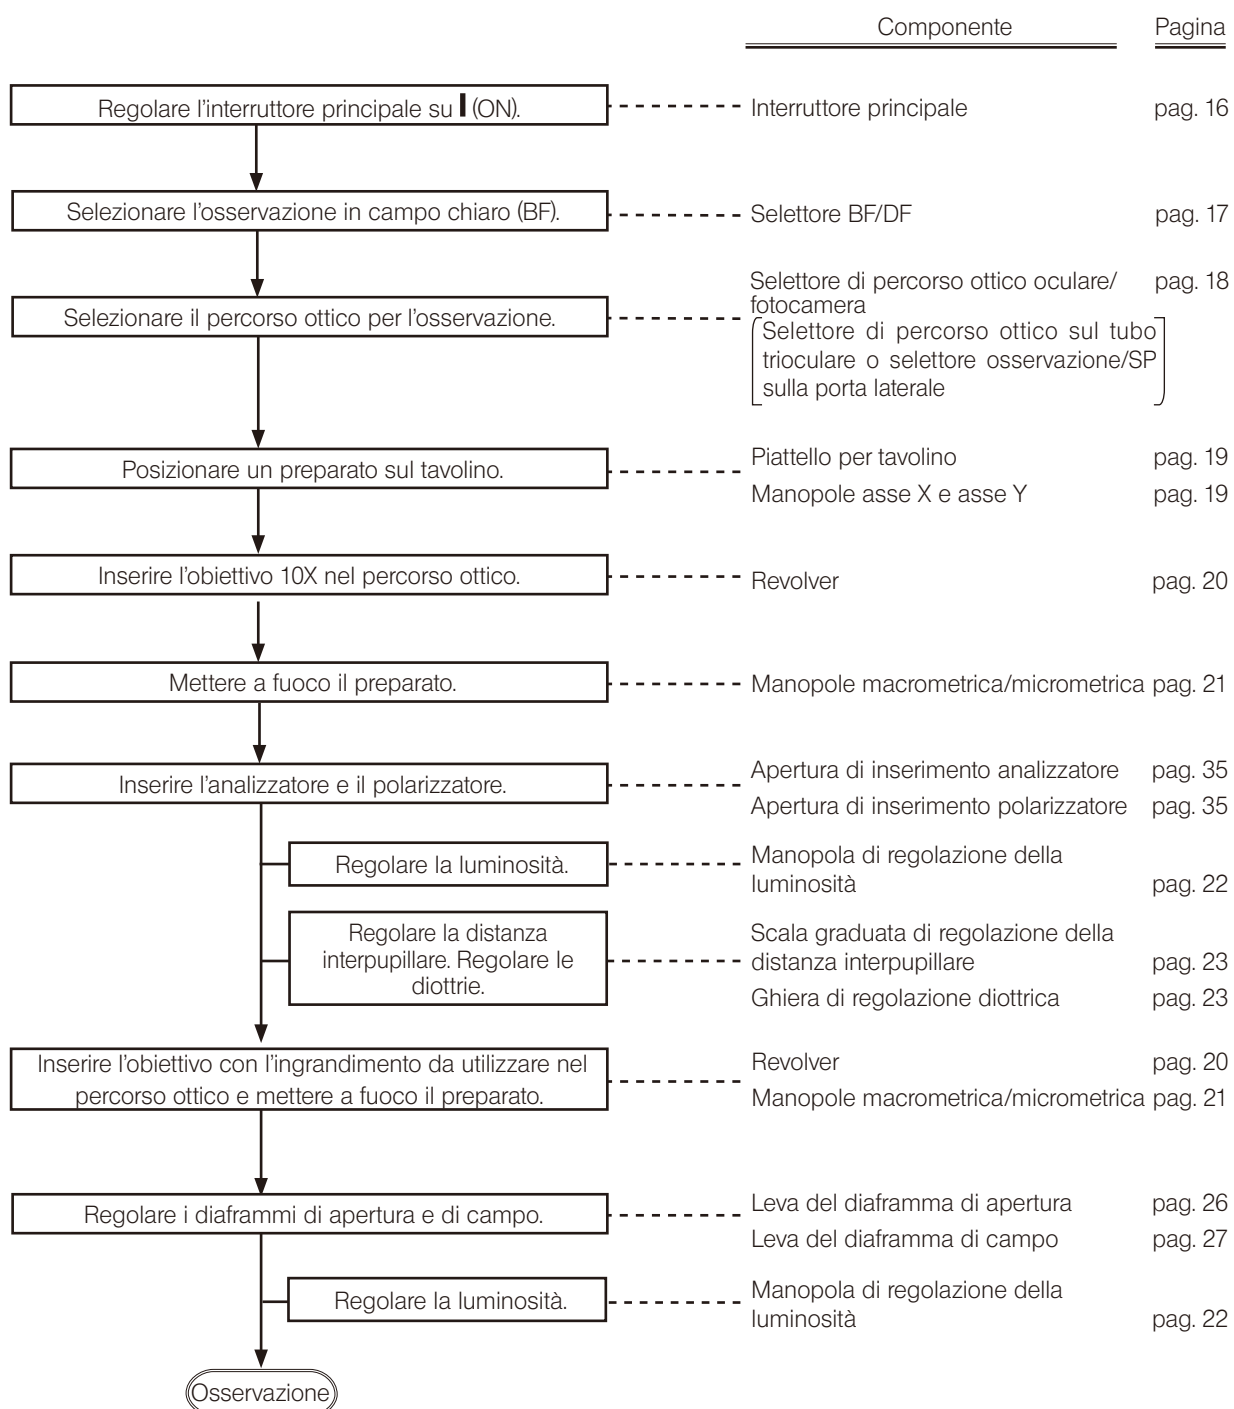 Componente Pagina
Regolare l'interruttore principale su I (ON). Interruttore principale pag. 16
Selezionare l'osservazione in campo chiaro (BF). Selettore BF/DF pag. 17
Selezionare il percorso ottico per l'osservazione.
Selettore di percorso ottico oculare/ pag. 18
fotocamera
Selettore di percorso ottico sul tubo
trioculare o selettore osservazione/SP
sulla porta laterale
Posizionare un preparato sul tavolino.
Piattello per tavolino pag. 19
Manopole asse X e asse Y pag. 19
Inserire l'obiettivo 10X nel percorso ottico. Revolver pag. 20
Mettere a fuoco il preparato. Manopole macrometrica/micrometrica pag. 21
Inserire l'analizzatore e il polarizzatore.
Apertura di inserimento analizzatore pag. 35
Apertura di inserimento polarizzatore pag. 35
Regolare la luminosità.
Manopola di regolazione della
luminosità pag. 22
Regolare la distanza
interpupillare. Regolare le
diottrie.
Scala graduata di regolazione della
distanza interpupillare pag. 23
Ghiera di regolazione diottrica pag. 23
Inserire l'obiettivo con l'ingrandimento da utilizzare nel
percorso ottico e mettere a fuoco il preparato.
Revolver pag. 20
Manopole macrometrica/micrometrica pag. 21
Regolare i diaframmi di apertura e di campo.
Leva del diaframma di apertura pag. 26
Leva del diaframma di campo pag. 27
Regolare la luminosità.
Manopola di regolazione della
luminosità pag. 22
Osservazione